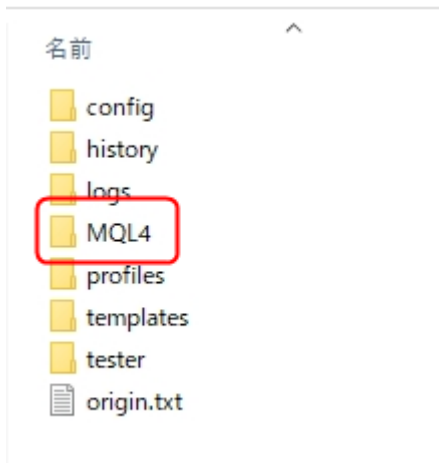 名前
config
history
logs
MQL4
profiles
templates
tester
origin.txt